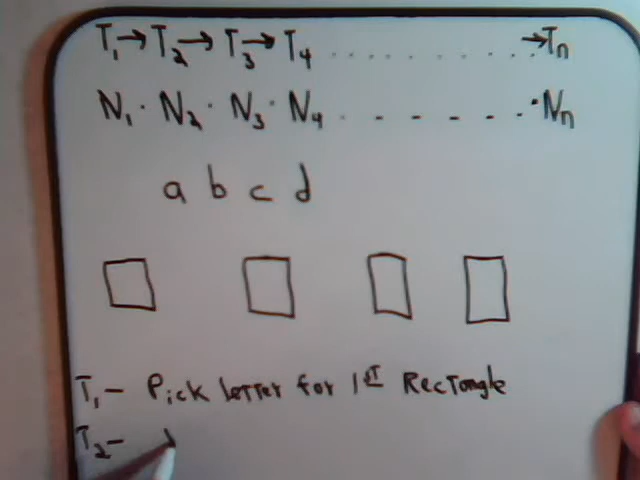 T₁→T₂→T₃→T₄..........→Tₙ
N₁·N₂·N₃·N₄......·Nₙ
a b c d
T₁- Pick letter for 1ST Rectangle
T₂-